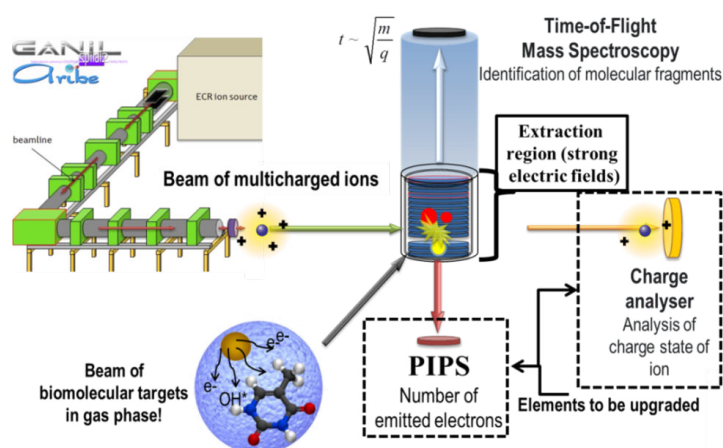 GANIL
Spiral2
Aribe
ECR Ion source
beamline
t ~ √m/q
Time-of-Flight
Mass Spectroscopy
Identification of molecular fragments
Extraction
region (strong
electric fields)
Beam of multicharged ions
+ + + +
+ +
Charge
analyser
Analysis of
charge state of
ion
Beam of
biomolecular targets
in gas phase!
e-
e-
e-
OH*
PIPS
Number of
emitted electrons
Elements to be upgraded